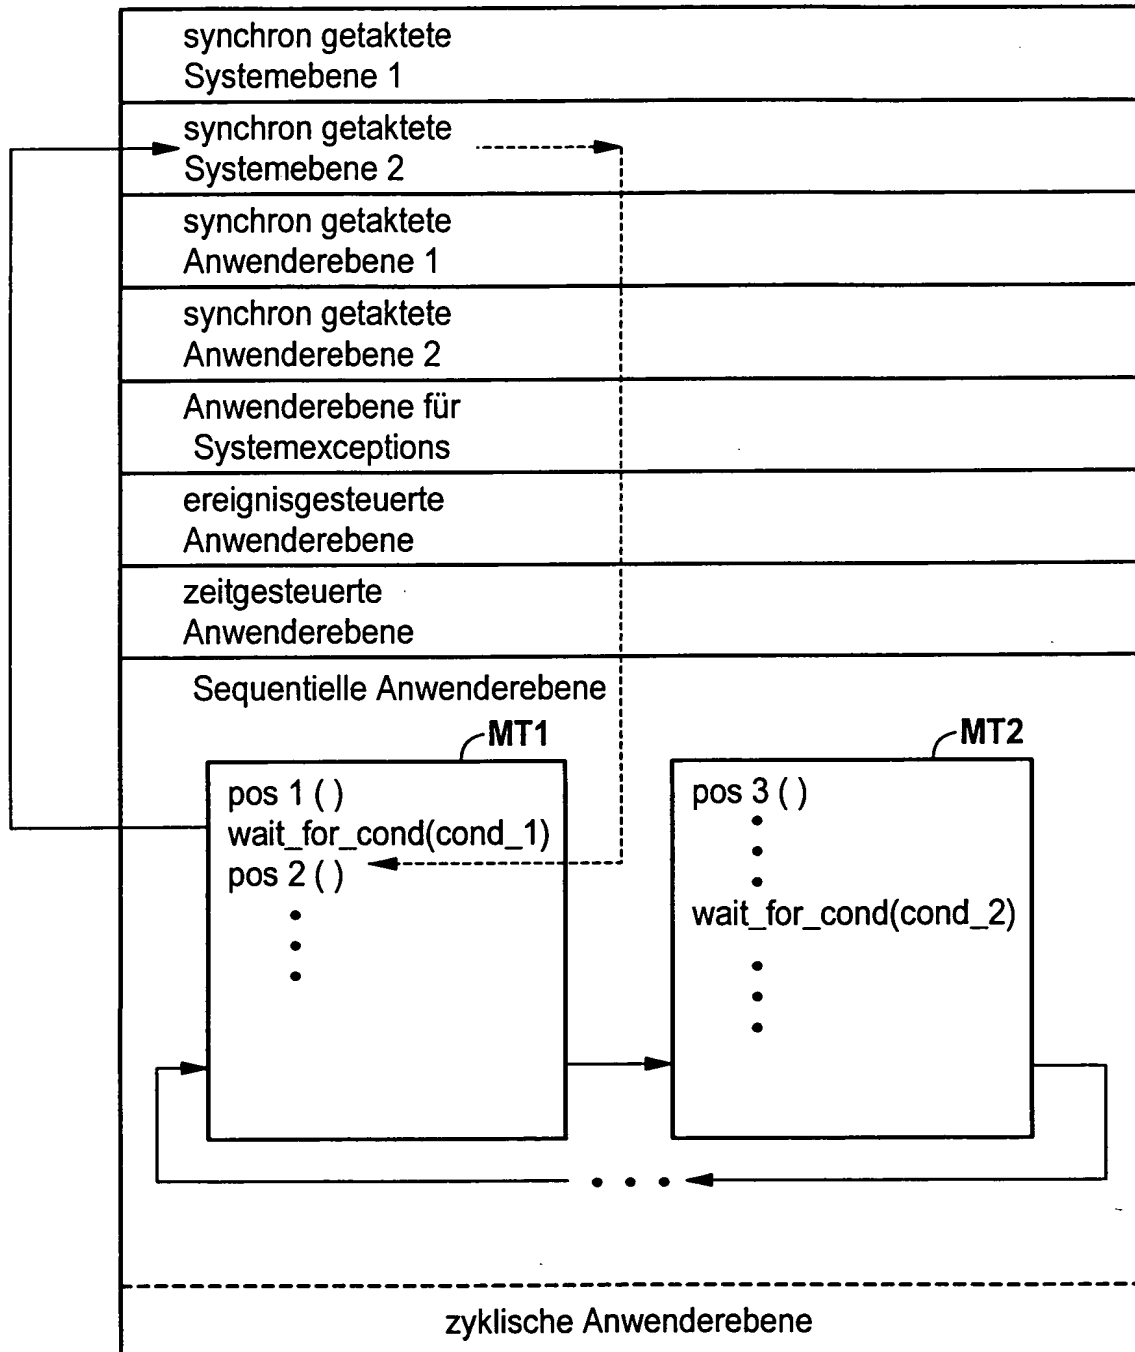 synchron getaktete
Systemebene 1
synchron getaktete
Systemebene 2
synchron getaktete
Anwenderebene 1
synchron getaktete
Anwenderebene 2
Anwenderebene für
Systemexceptions
ereignisgesteuerte
Anwenderebene
zeitgesteuerte
Anwenderebene
Sequentielle Anwenderebene
MT1
pos 1 ( )
wait_for_cond(cond_1)
pos 2 ( )
MT2
pos 3 ( )
wait_for_cond(cond_2)
zyklische Anwenderebene